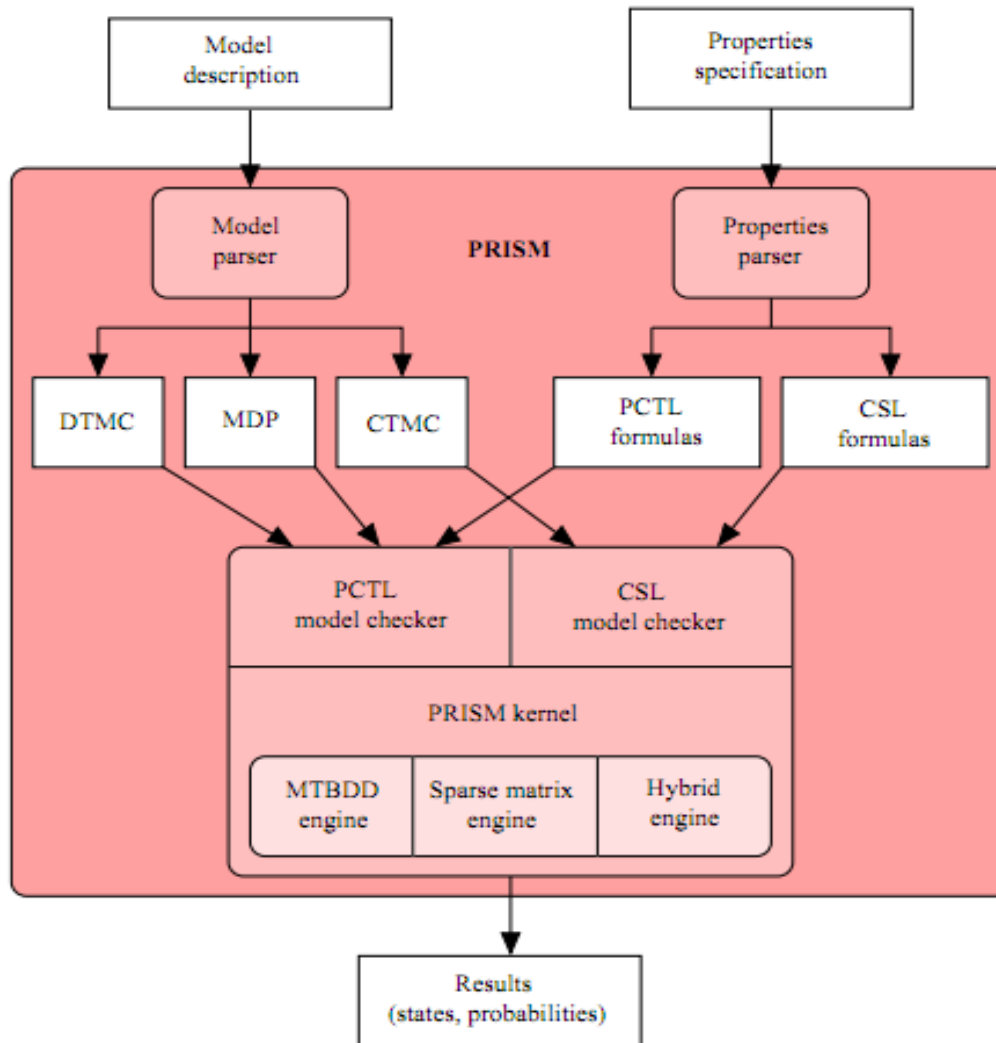 Model
description
Properties
specification
Model
parser
PRISM
Properties
parser
DTMC
MDP
CTMC
PCTL
formulas
CSL
formulas
PCTL
model checker
CSL
model checker
PRISM kernel
MTBDD
engine
Sparse matrix
engine
Hybrid
engine
Results
(states, probabilities)